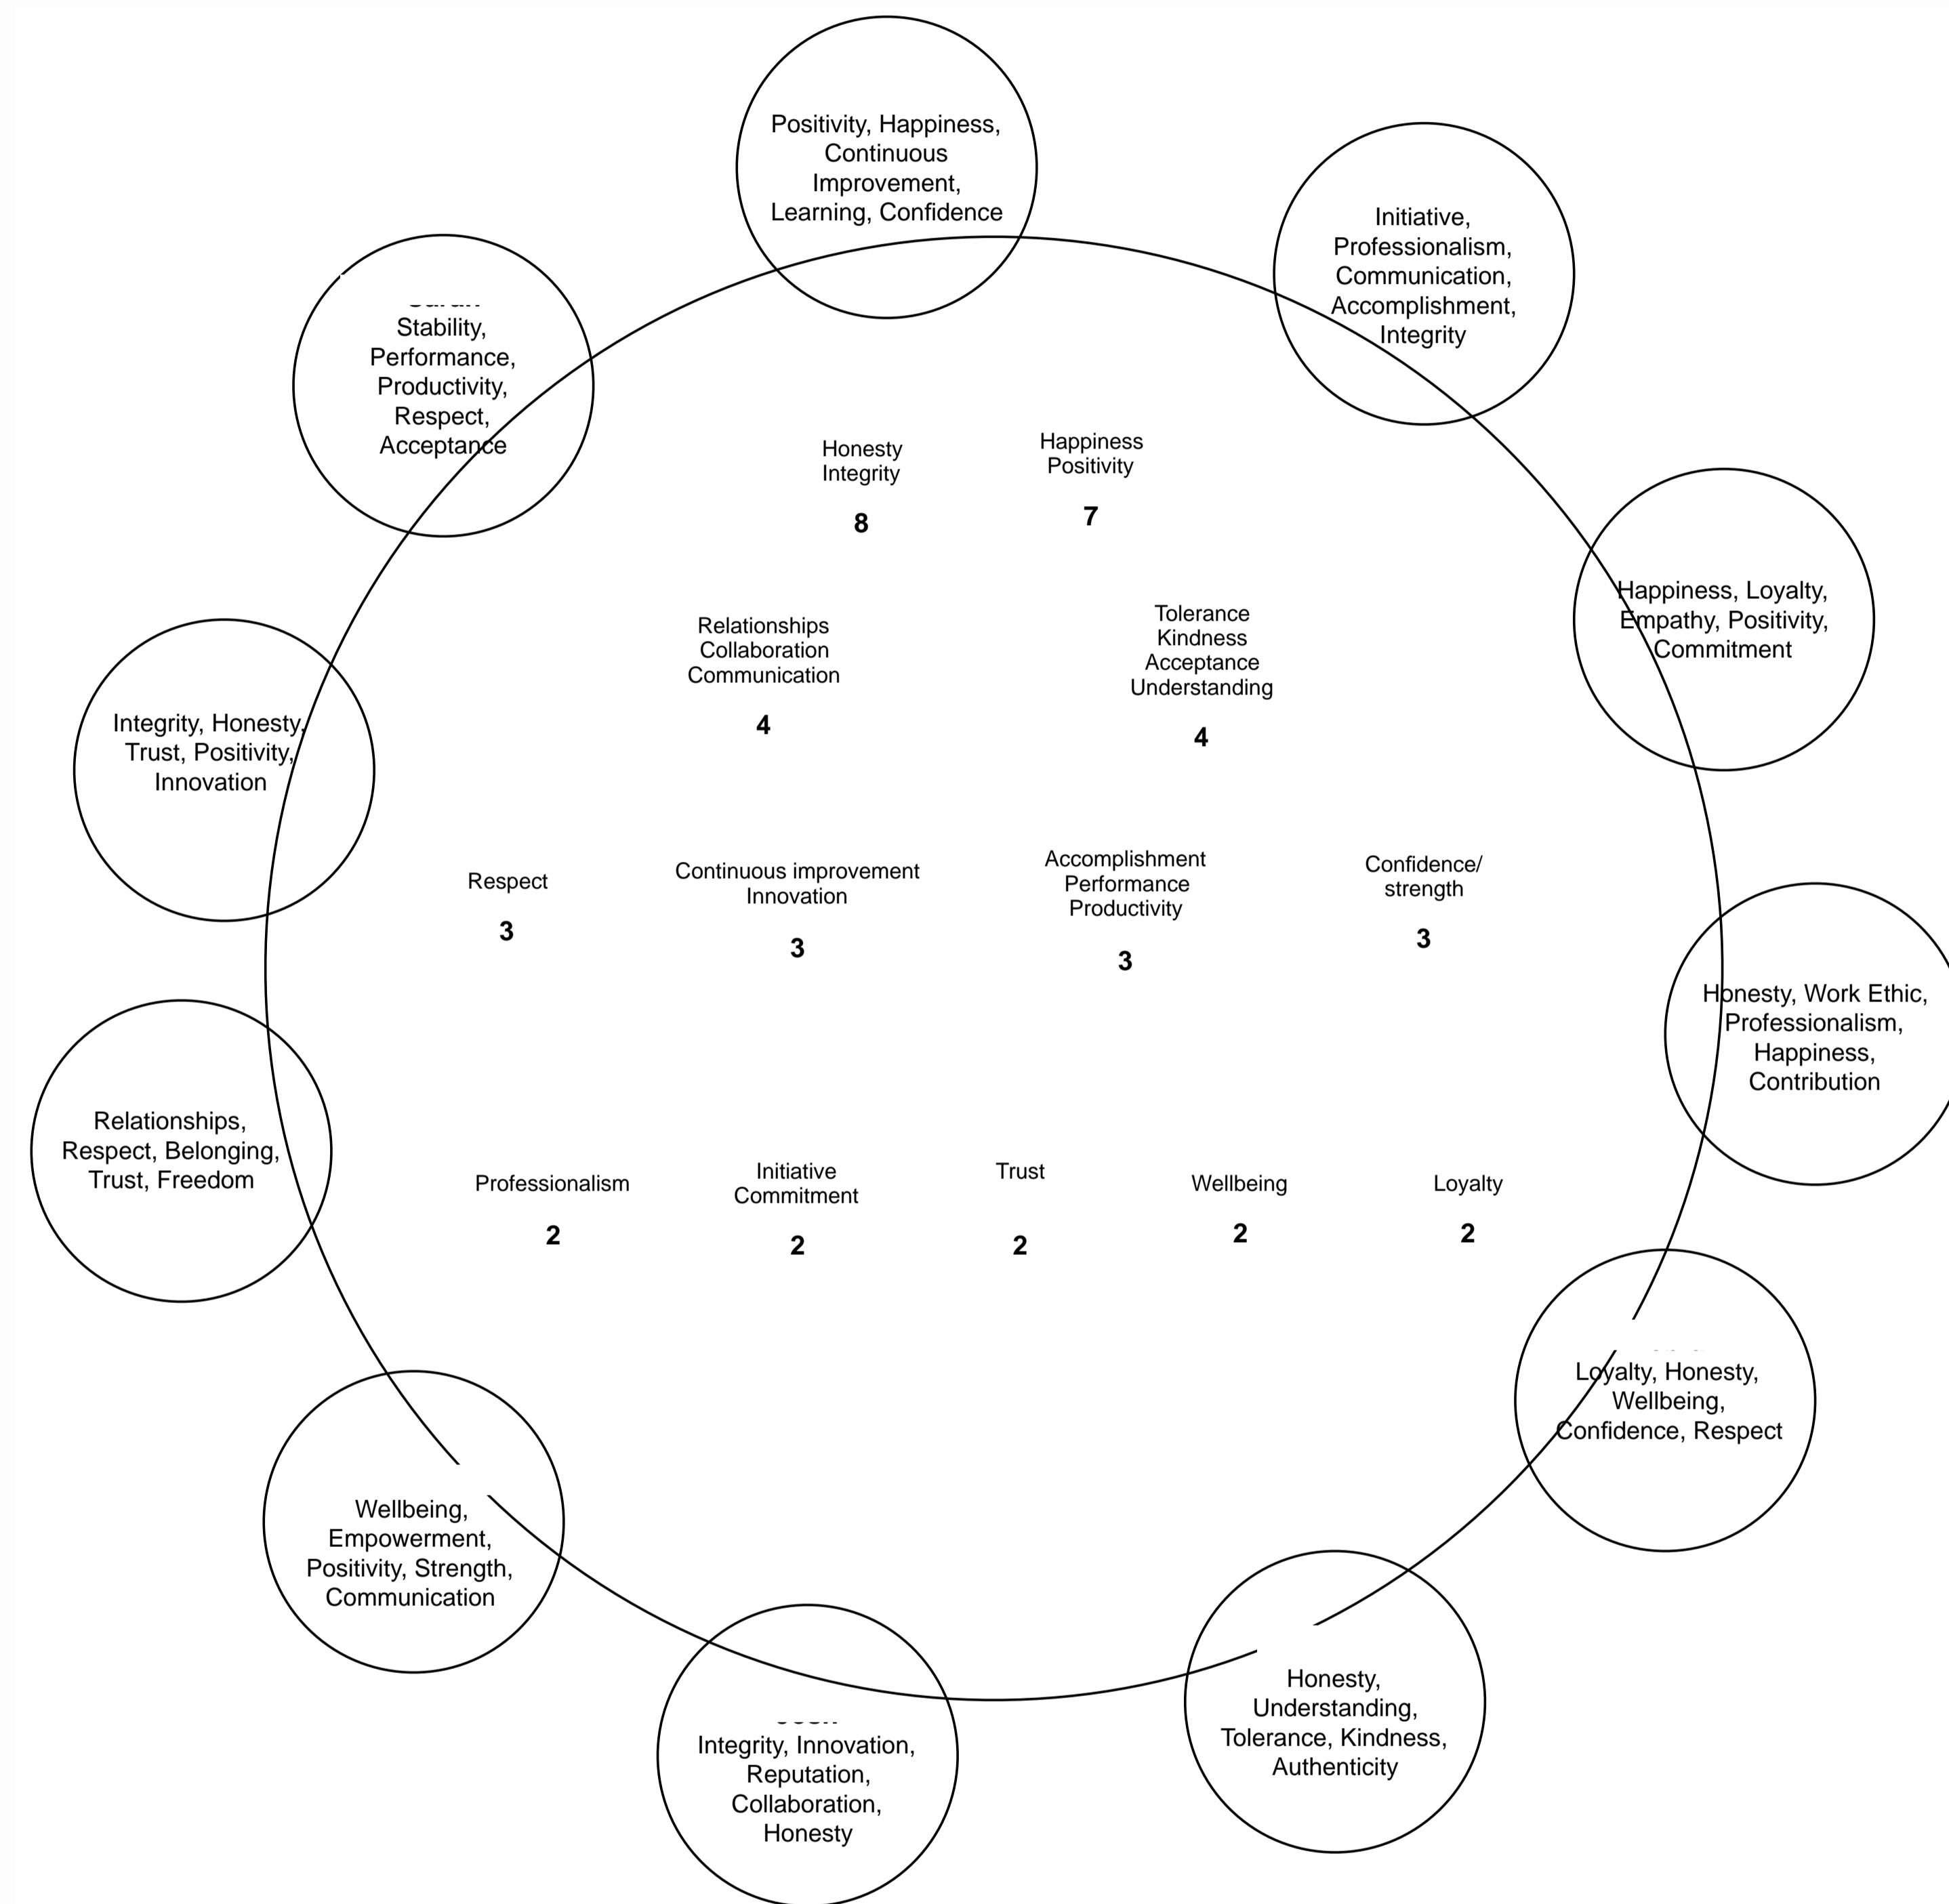 Positivity, Happiness,
Continuous
Improvement,
Learning, Confidence
Initiative,
Professionalism,
Communication,
Accomplishment,
Integrity
Stability,
Performance,
Productivity,
Respect,
Acceptance
Honesty
Integrity
8
Happiness
Positivity
7
Happiness, Loyalty,
Empathy, Positivity,
Commitment
Relationships
Collaboration
Communication
4
Tolerance
Kindness
Acceptance
Understanding
4
Integrity, Honesty,
Trust, Positivity,
Innovation
Respect
3
Continuous improvement
Innovation
3
Accomplishment
Performance
Productivity
3
Confidence/
strength
3
Honesty, Work Ethic,
Professionalism,
Happiness,
Contribution
Relationships,
Respect, Belonging,
Trust, Freedom
Professionalism
2
Initiative
Commitment
2
Trust
2
Wellbeing
2
Loyalty
2
Loyalty, Honesty,
Wellbeing,
Confidence, Respect
Wellbeing,
Empowerment,
Positivity, Strength,
Communication
Honesty,
Understanding,
Tolerance, Kindness,
Authenticity
Integrity, Innovation,
Reputation,
Collaboration,
Honesty